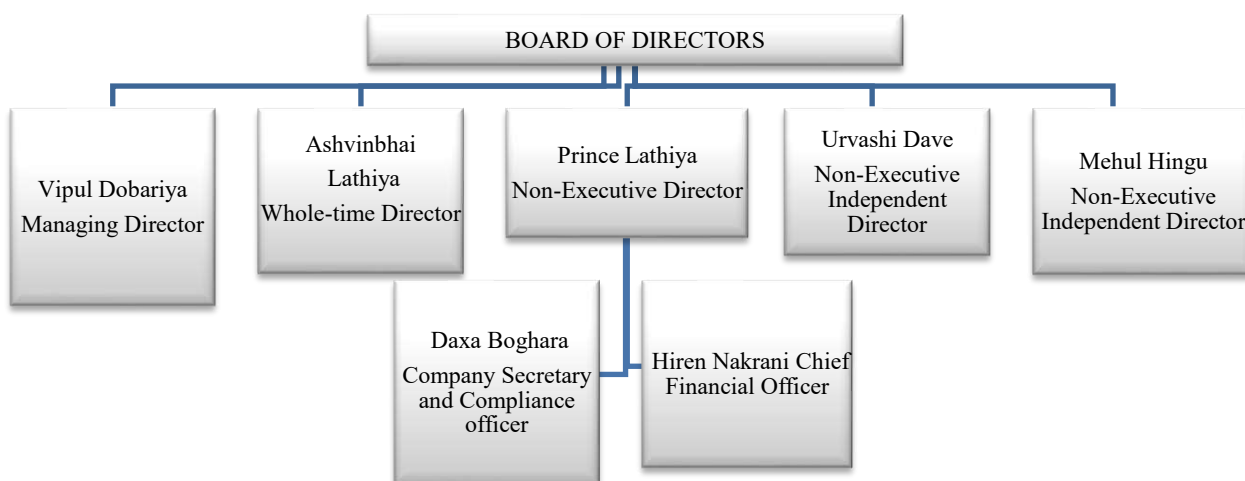 BOARD OF DIRECTORS
Vipul Dobariya
Managing Director
Ashvinbhai
Lathiya
Whole-time Director
Prince Lathiya
Non-Executive Director
Urvashi Dave
Non-Executive
Independent
Director
Mehul Hingu
Non-Executive
Independent Director
Daxa Boghara
Company Secretary
and Compliance
officer
Hiren Nakrani Chief
Financial Officer